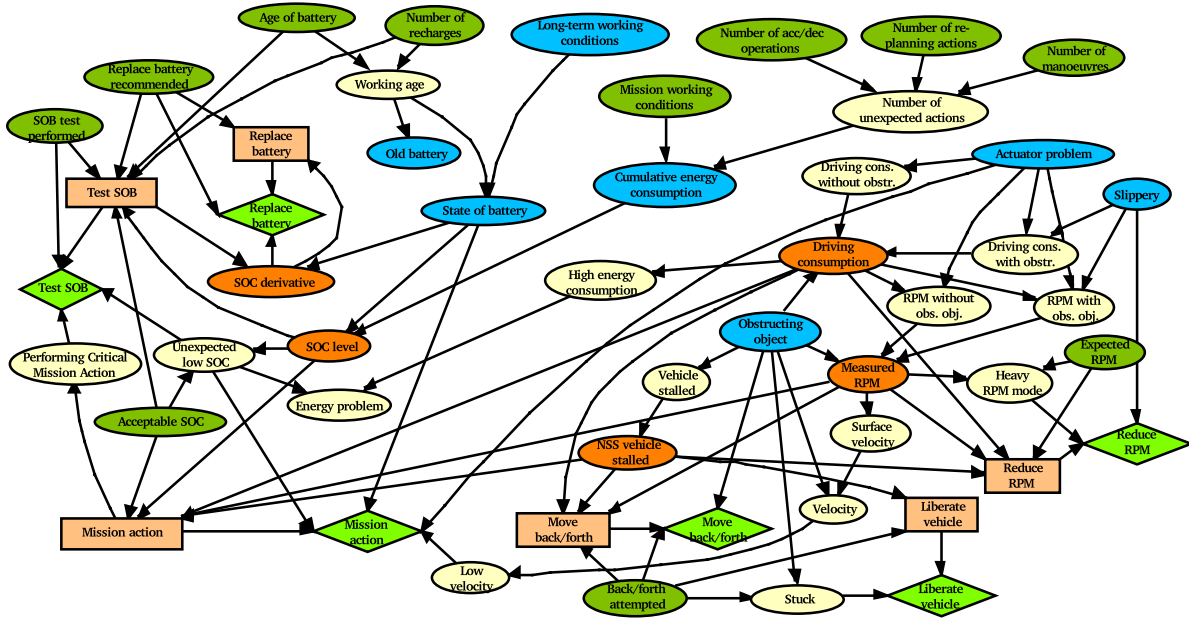 Age of battery
Number of
recharges
Long-term working
conditions
Number of acc/dec
operations
Number of re-
planning actions
Number of
manoeuvres
Replace battery
recommended
Working age
Mission working
conditions
Number of
unexpected actions
SOB test
performed
Replace
battery
Old battery
Actuator problem
Driving cons.
without obstr.
Cumulative energy
consumption
Test SOB
Slippery
Replace
battery
State of battery
Driving
consumption
Driving cons.
with obstr.
SOC derivative
High energy
consumption
Test SOB
RPM without
obs. obj.
RPM with
obs. obj.
Obstructing
object
Unexpected
low SOC
SOC level
Expected
RPM
Performing Critical
Mission Action
Vehicle
stalled
Measured
RPM
Heavy
RPM mode
Energy problem
Acceptable SOC
Surface
velocity
Reduce
RPM
NSS vehicle
stalled
Reduce
RPM
Velocity
Liberate
vehicle
Mission action
Mission
action
Move
back/forth
Move
back/forth
Low
velocity
Back/forth
attempted
Stuck
Liberate
vehicle